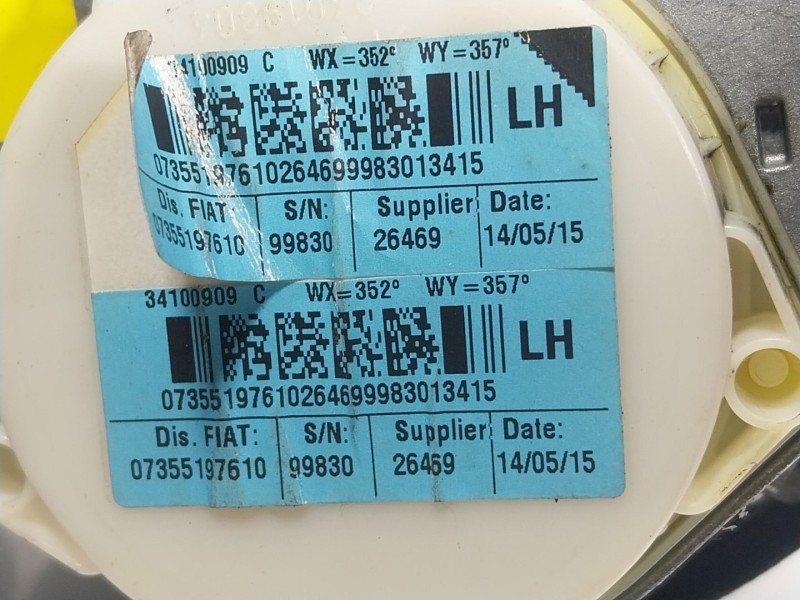 34100909 C WX=352° WY=357°
LH
07355197610264699983013415
Dis. FIAT: S/N: Supplier: Date:
07355197610 99830 26469 14/05/15
34100909 C WX=352° WY=357°
LH
07355197610264699983013415
Dis. FIAT: S/N: Supplier: Date:
07355197610 99830 26469 14/05/15